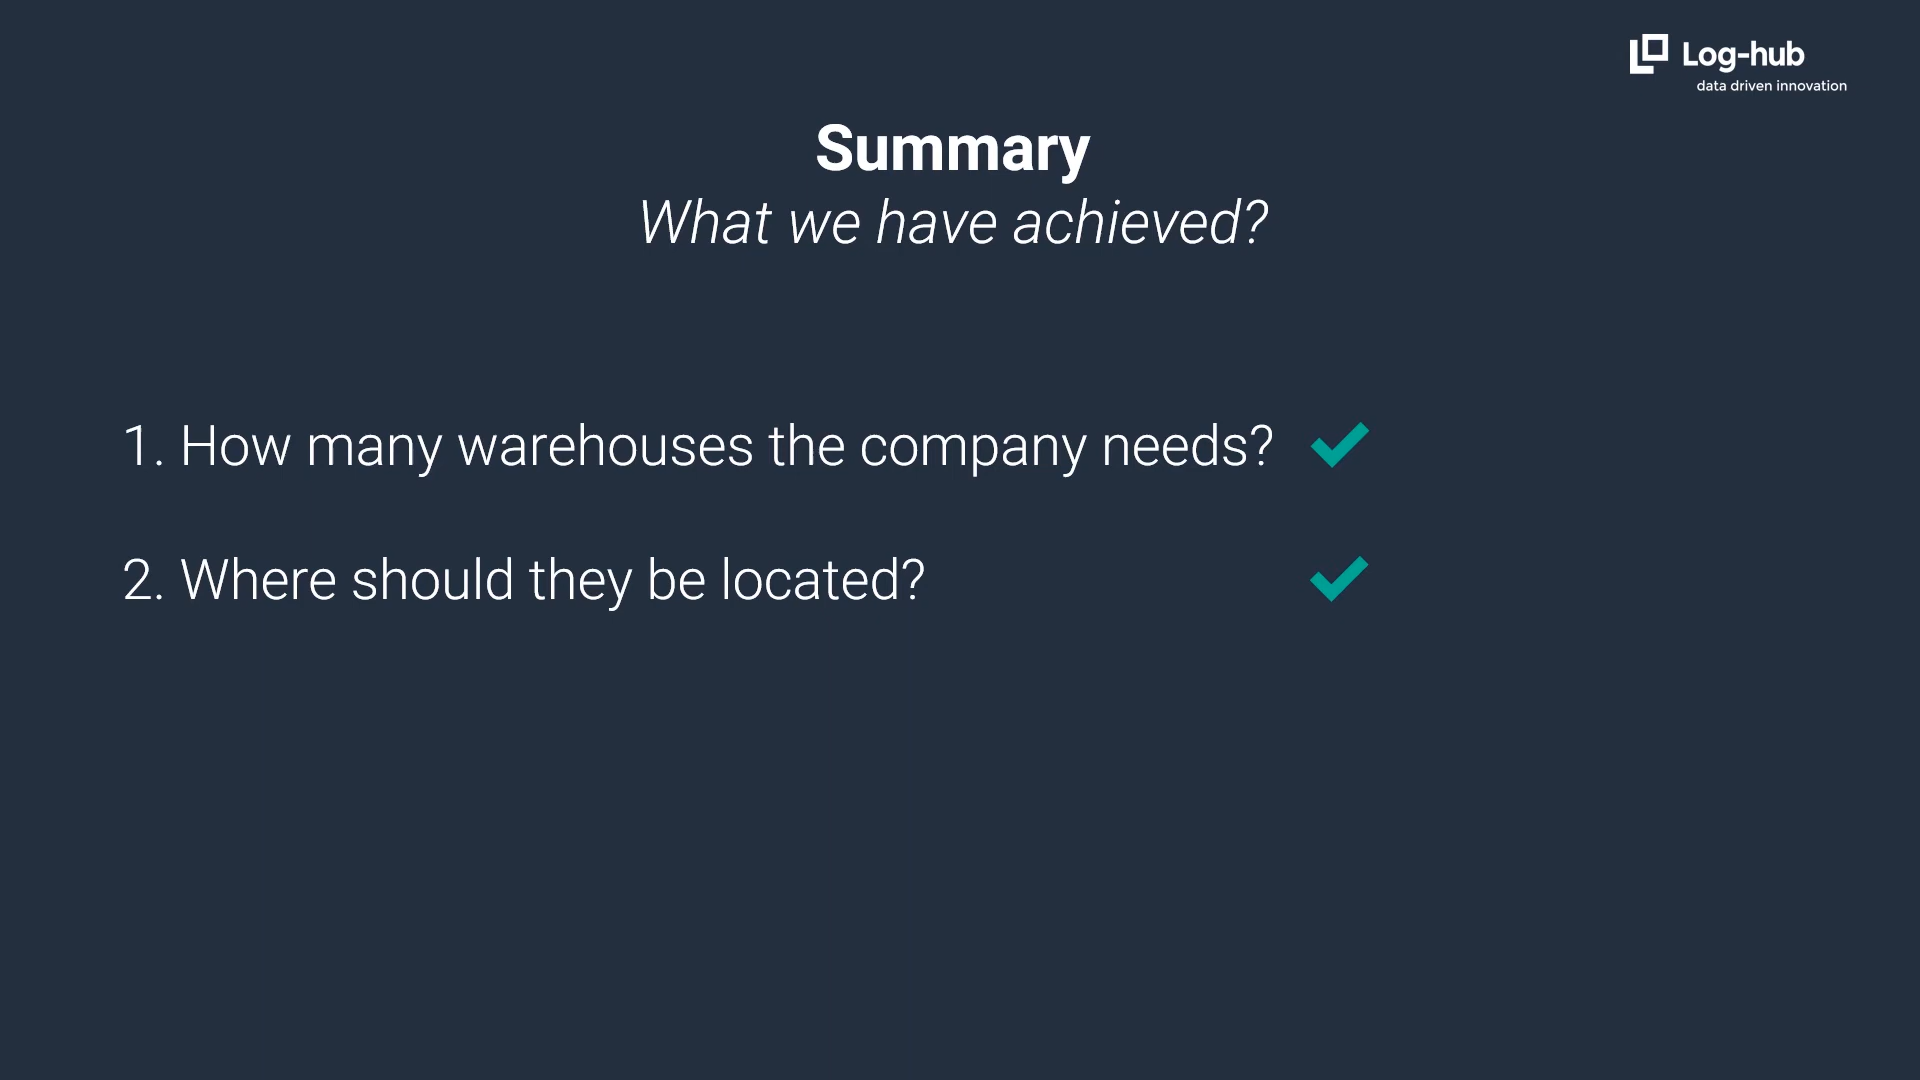 Log-hub
data driven innovation
Summary
What we have achieved?
1. How many warehouses the company needs?
2. Where should they be located?